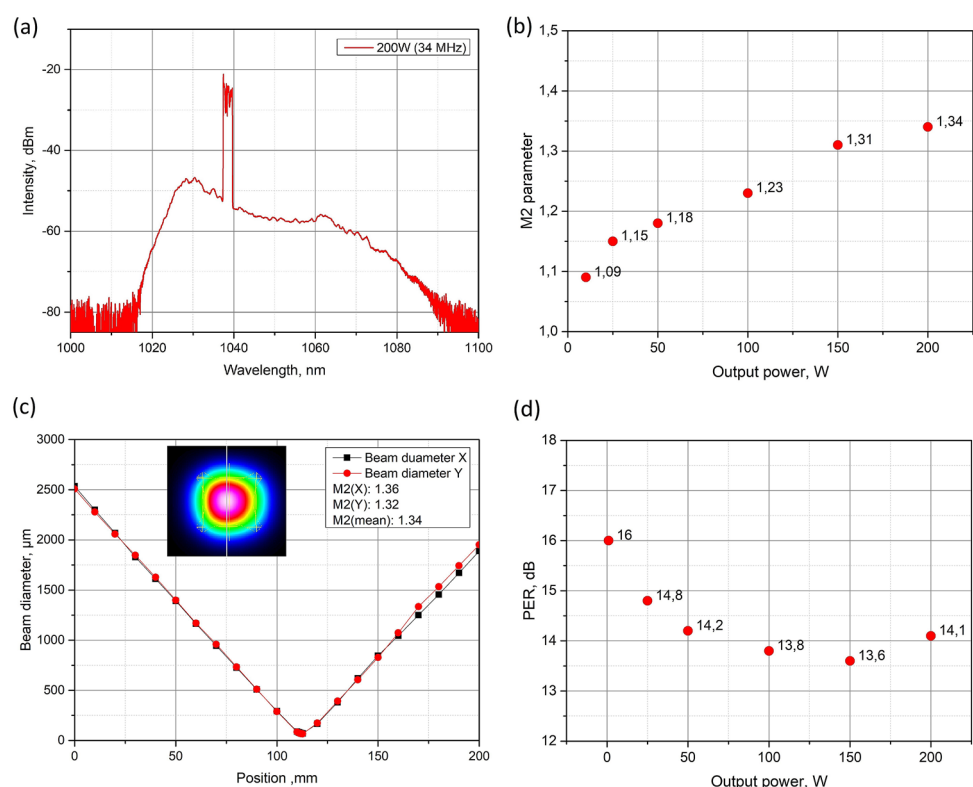 (a)
200W (34 MHz)
Intensity, dBm
-20
-40
-60
-80
1000 1020 1040 1060 1080 1100
Wavelength, nm
(b)
M2 parameter
1,5
1,4
1,3
1,2
1,1
1,0
1,09
1,15
1,18
1,23
1,31
1,34
0 50 100 150 200
Output power, W
(c)
Beam diameter, µm
3000
2500
2000
1500
1000
500
0
Beam duameter X
Beam duameter Y
M2(X): 1.36
M2(Y): 1.32
M2(mean): 1.34
0 50 100 150 200
Position ,mm
(d)
PER, dB
18
17
16
15
14
13
12
16
14,8
14,2
13,8
13,6
14,1
0 50 100 150 200
Output power, W